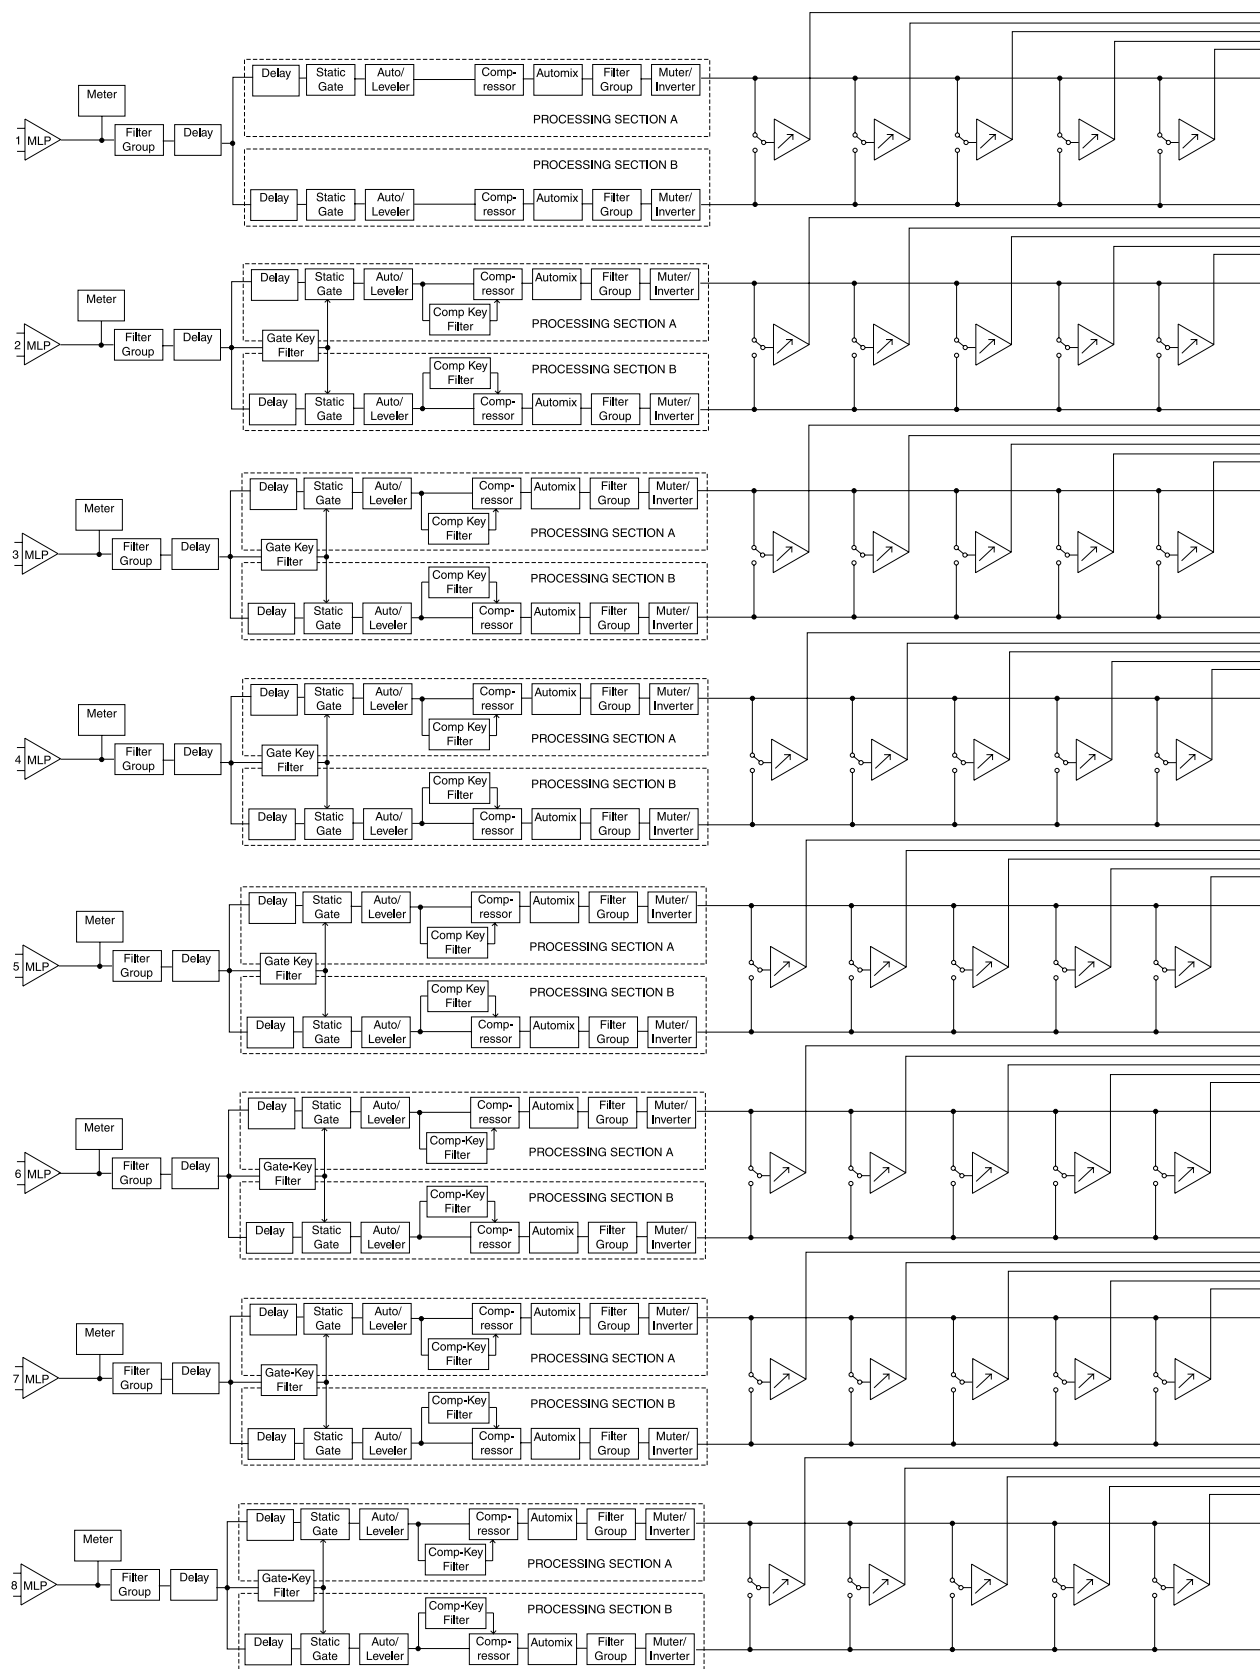 Delay Static Auto/ Comp- Automix Filter Muter/
Gate Leveler ressor Group Inverter
Meter
PROCESSING SECTION A
1 MLP Filter Delay
Group
PROCESSING SECTION B
Delay Static Auto/ Comp- Automix Filter Muter/
Gate Leveler ressor Group Inverter
Delay Static Auto/ Comp- Automix Filter Muter/
Gate Leveler ressor Group Inverter
Meter
Comp Key
Filter PROCESSING SECTION A
2 MLP Filter Delay Gate Key
Group Filter
Comp Key PROCESSING SECTION B
Filter
Delay Static Auto/ Comp- Automix Filter Muter/
Gate Leveler ressor Group Inverter
Delay Static Auto/ Comp- Automix Filter Muter/
Gate Leveler ressor Group Inverter
Meter
Comp Key
Filter PROCESSING SECTION A
3 MLP Filter Delay Gate Key
Group Filter
Comp Key PROCESSING SECTION B
Filter
Delay Static Auto/ Comp- Automix Filter Muter/
Gate Leveler ressor Group Inverter
Delay Static Auto/ Comp- Automix Filter Muter/
Gate Leveler ressor Group Inverter
Meter
Comp Key
Filter PROCESSING SECTION A
4 MLP Filter Delay Gate Key
Group Filter
Comp Key PROCESSING SECTION B
Filter
Delay Static Auto/ Comp- Automix Filter Muter/
Gate Leveler ressor Group Inverter
Delay Static Auto/ Comp- Automix Filter Muter/
Gate Leveler ressor Group Inverter
Meter
Comp Key
Filter PROCESSING SECTION A
5 MLP Filter Delay Gate Key
Group Filter
Comp Key PROCESSING SECTION B
Filter
Delay Static Auto/ Comp- Automix Filter Muter/
Gate Leveler ressor Group Inverter
Delay Static Auto/ Comp- Automix Filter Muter/
Gate Leveler ressor Group Inverter
Meter
Comp-Key
Filter PROCESSING SECTION A
6 MLP Filter Delay Gate-Key
Group Filter
Comp-Key PROCESSING SECTION B
Filter
Delay Static Auto/ Comp- Automix Filter Muter/
Gate Leveler ressor Group Inverter
Delay Static Auto/ Comp- Automix Filter Muter/
Gate Leveler ressor Group Inverter
Meter
Comp-Key
Filter PROCESSING SECTION A
7 MLP Filter Delay Gate-Key
Group Filter
Comp-Key PROCESSING SECTION B
Filter
Delay Static Auto/ Comp- Automix Filter Muter/
Gate Leveler ressor Group Inverter
Delay Static Auto/ Comp- Automix Filter Muter/
Gate Leveler ressor Group Inverter
Meter
Comp-Key
Filter PROCESSING SECTION A
8 MLP Filter Delay Gate-Key
Group Filter
Comp-Key PROCESSING SECTION B
Filter
Delay Static Auto/ Comp- Automix Filter Muter/
Gate Leveler ressor Group Inverter